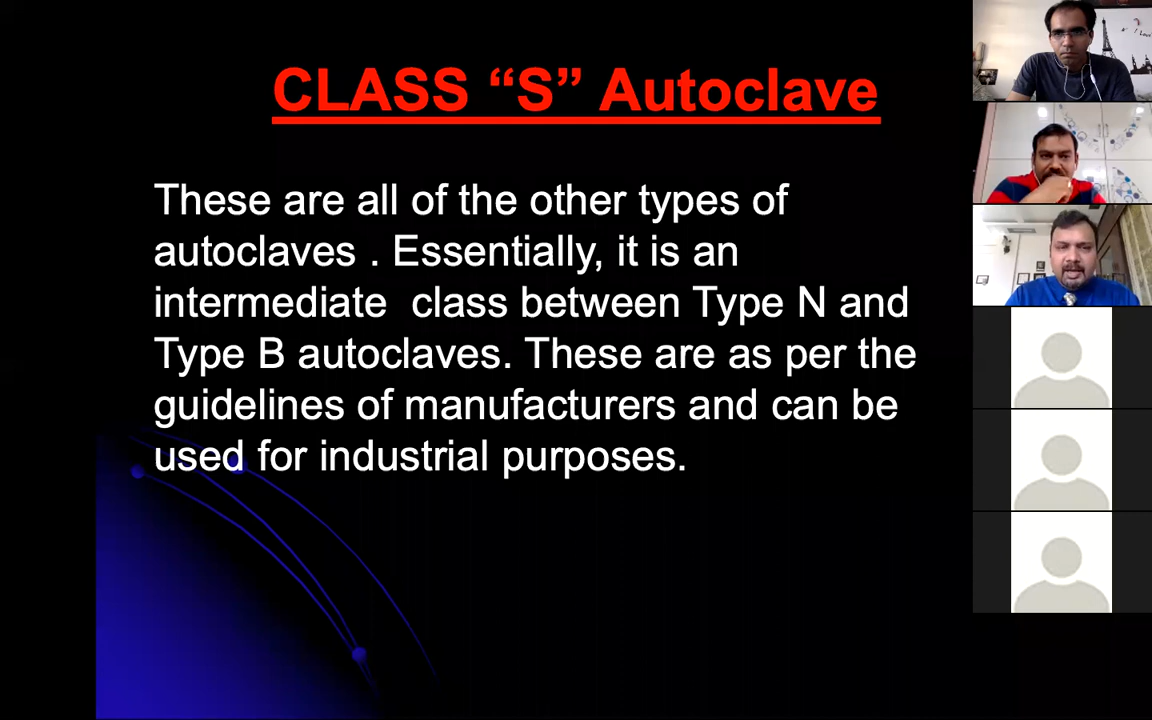 CLASS “S” Autoclave
These are all of the other types of
autoclaves . Essentially, it is an
intermediate  class between Type N and
Type B autoclaves. These are as per the
guidelines of manufacturers and can be
used for industrial purposes.